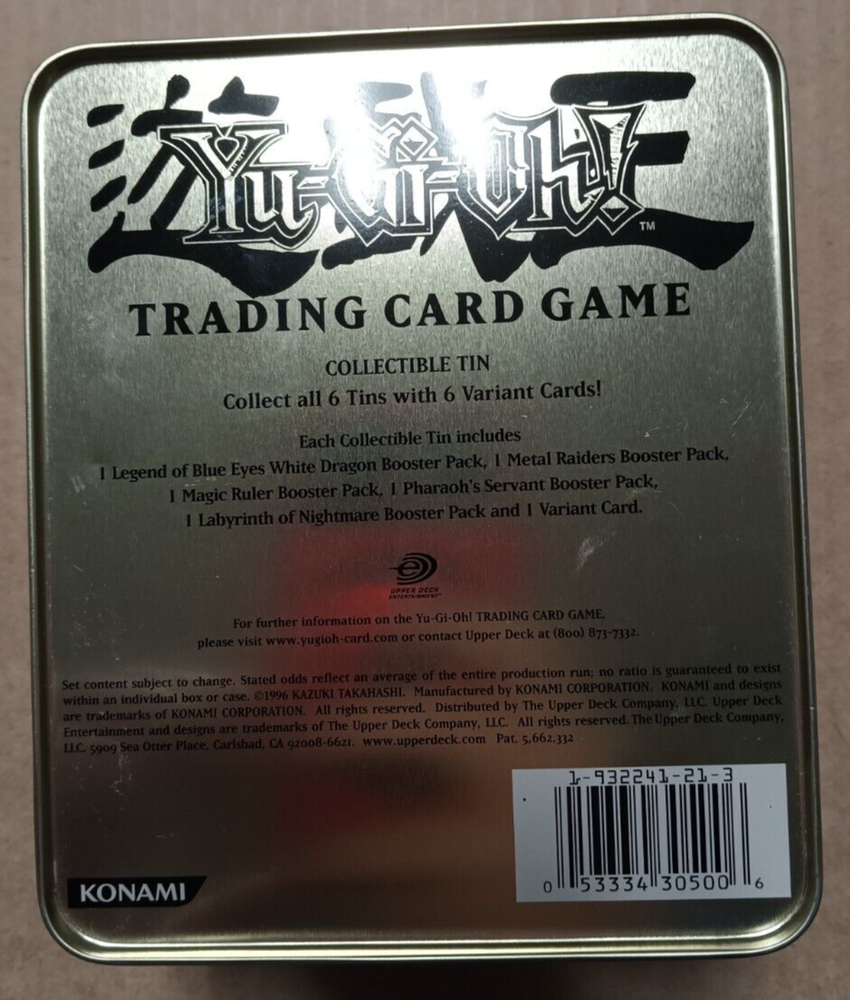 遊戯王
Yu-Gi-Oh!
TM
TRADING CARD GAME
COLLECTIBLE TIN
Collect all 6 Tins with 6 Variant Cards!
Each Collectible Tin includes
1 Legend of Blue Eyes White Dragon Booster Pack, 1 Metal Raiders Booster Pack,
1 Magic Ruler Booster Pack, 1 Pharaoh's Servant Booster Pack,
1 Labyrinth of Nightmare Booster Pack and 1 Variant Card.
e
UPPER DECK
ENTERTAINMENT
For further information on the Yu-Gi-Oh! TRADING CARD GAME,
please visit www.yugioh-card.com or contact Upper Deck at (800) 873-7332.
Set content subject to change. Stated odds reflect an average of the entire production run; no ratio is guaranteed to exist
within an individual box or case. ©1996 KAZUKI TAKAHASHI. Manufactured by KONAMI CORPORATION. KONAMI and designs
are trademarks of KONAMI CORPORATION. All rights reserved. Distributed by The Upper Deck Company, LLC. Upper Deck
Entertainment and designs are trademarks of The Upper Deck Company, LLC. All rights reserved. The Upper Deck Company,
LLC. 5909 Sea Otter Place, Carlsbad, CA 92008-6621. www.upperdeck.com Pat. 5,662,332
1-932241-21-3
0 53334 30500 6
KONAMI